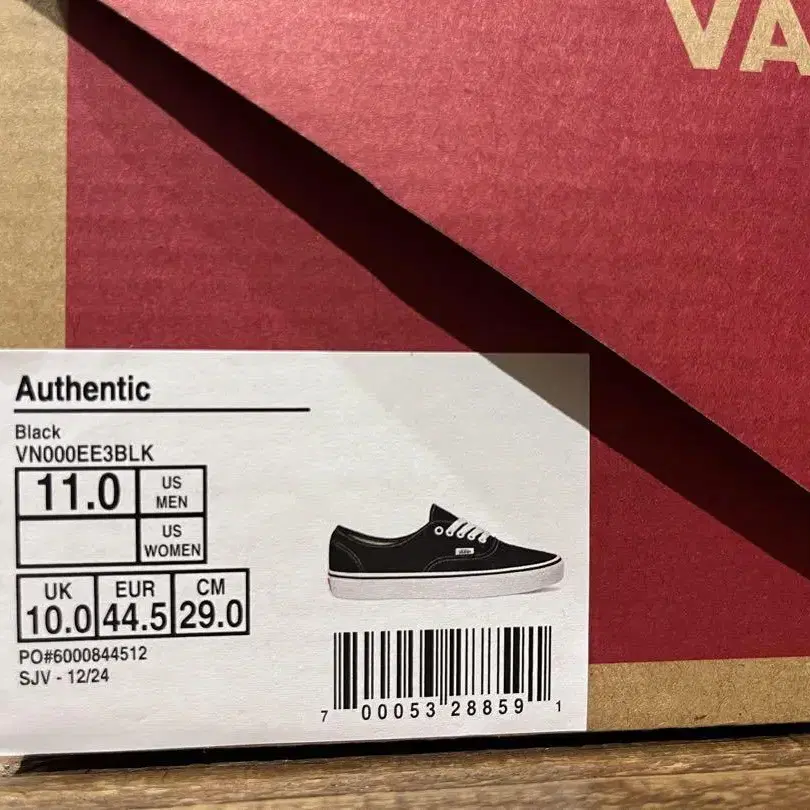 VA
Authentic
Black
VN000EE3BLK
11.0 US MEN
US WOMEN
UK EUR CM
10.0 44.5 29.0
PO#6000844512
SJV - 12/24
7 00053 28859 1